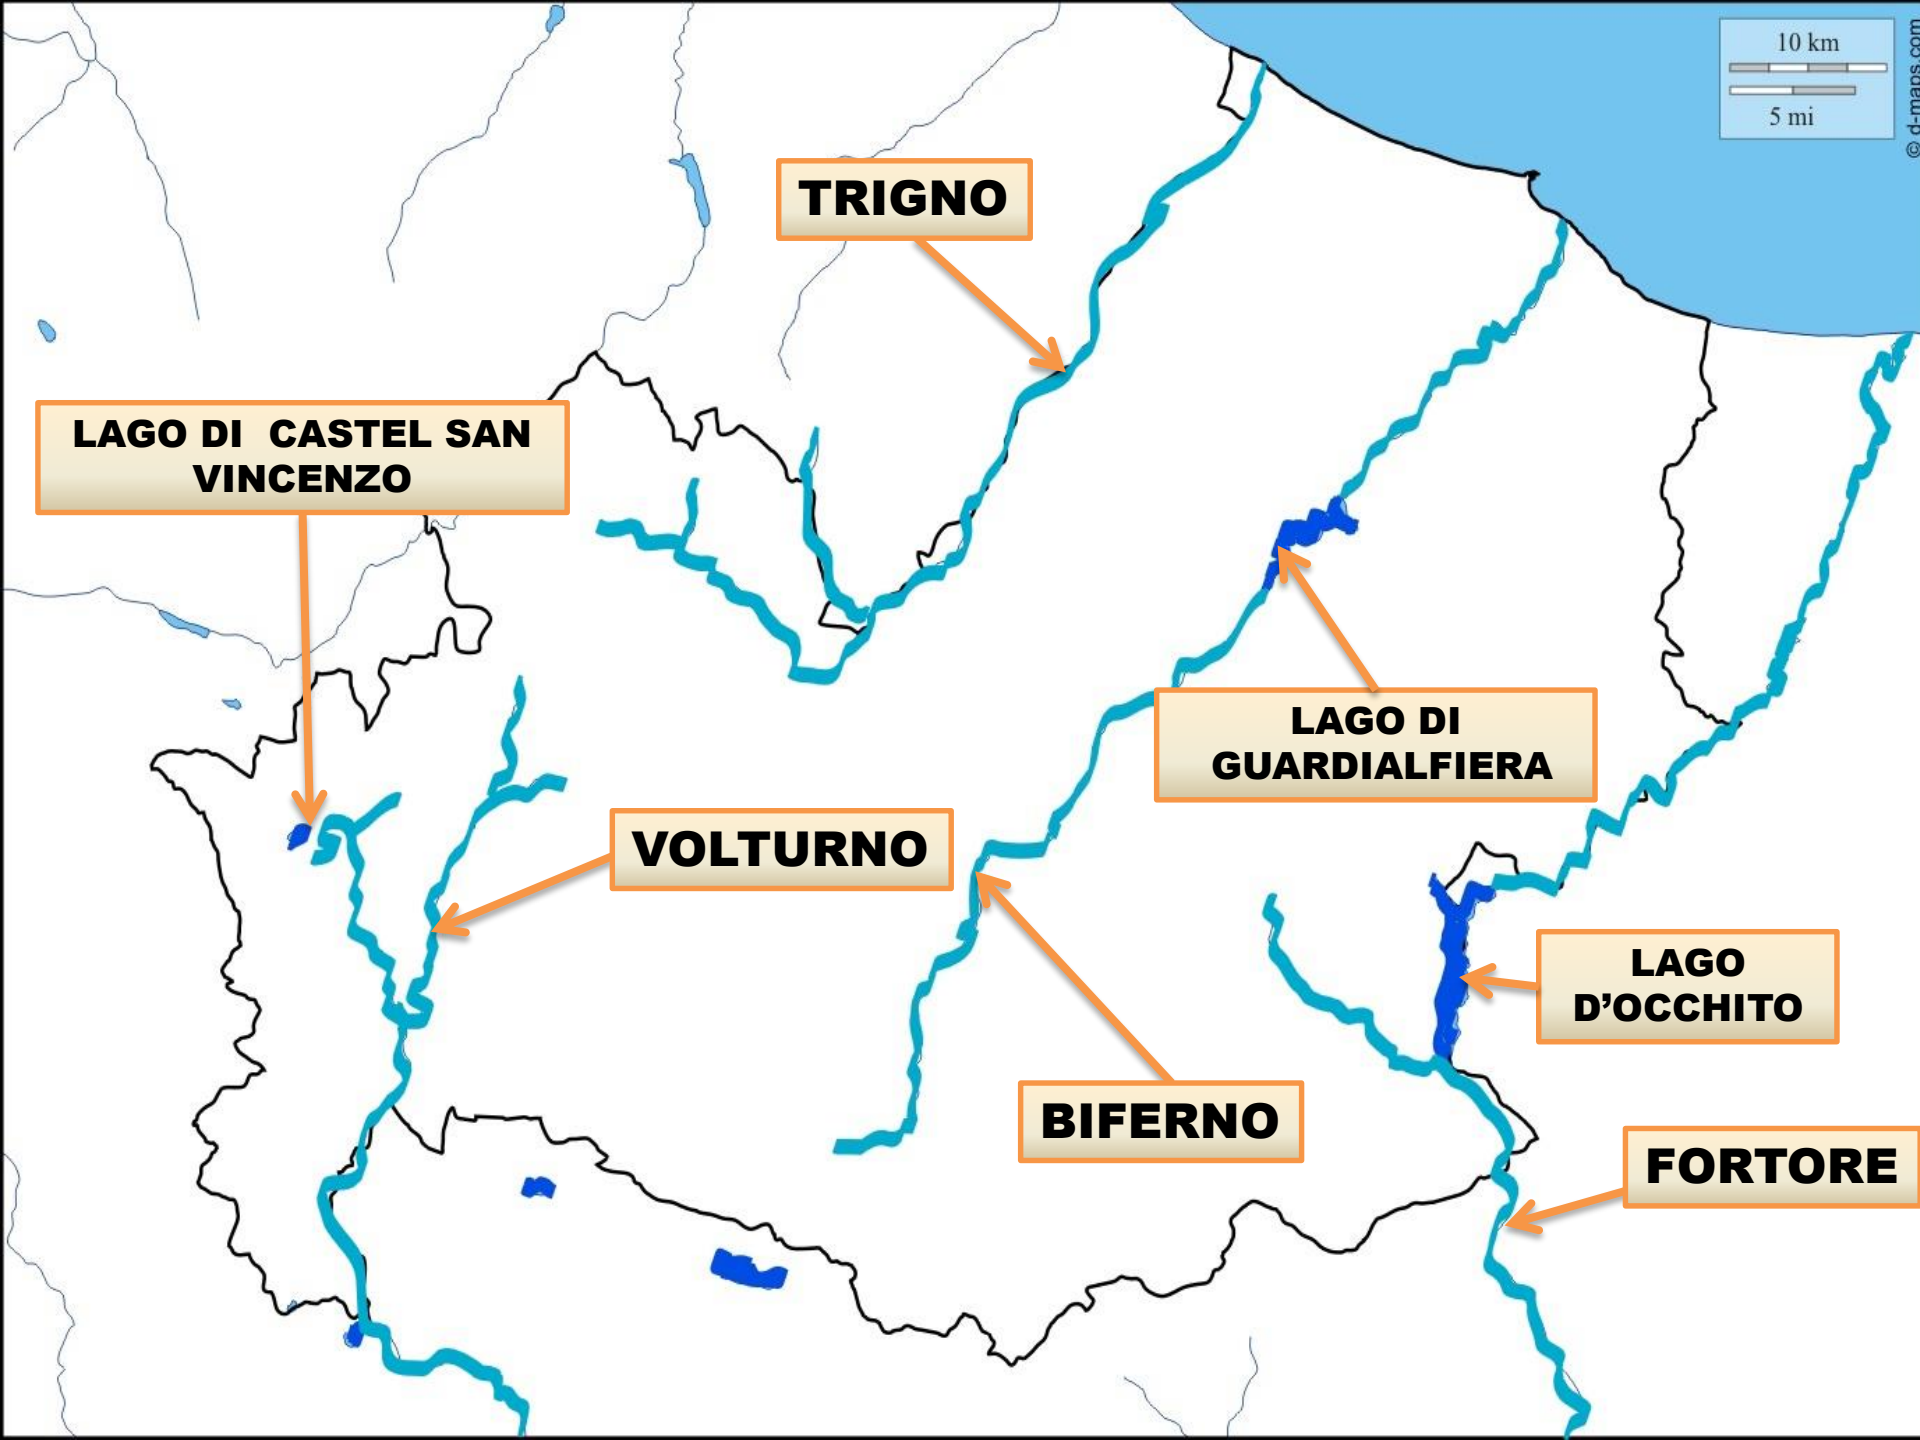 10 km
5 mi
© d-maps.com
TRIGNO
LAGO DI CASTEL SAN
VINCENZO
LAGO DI
GUARDIALFIERA
VOLTURNO
LAGO
D'OCCHITO
BIFERNO
FORTORE